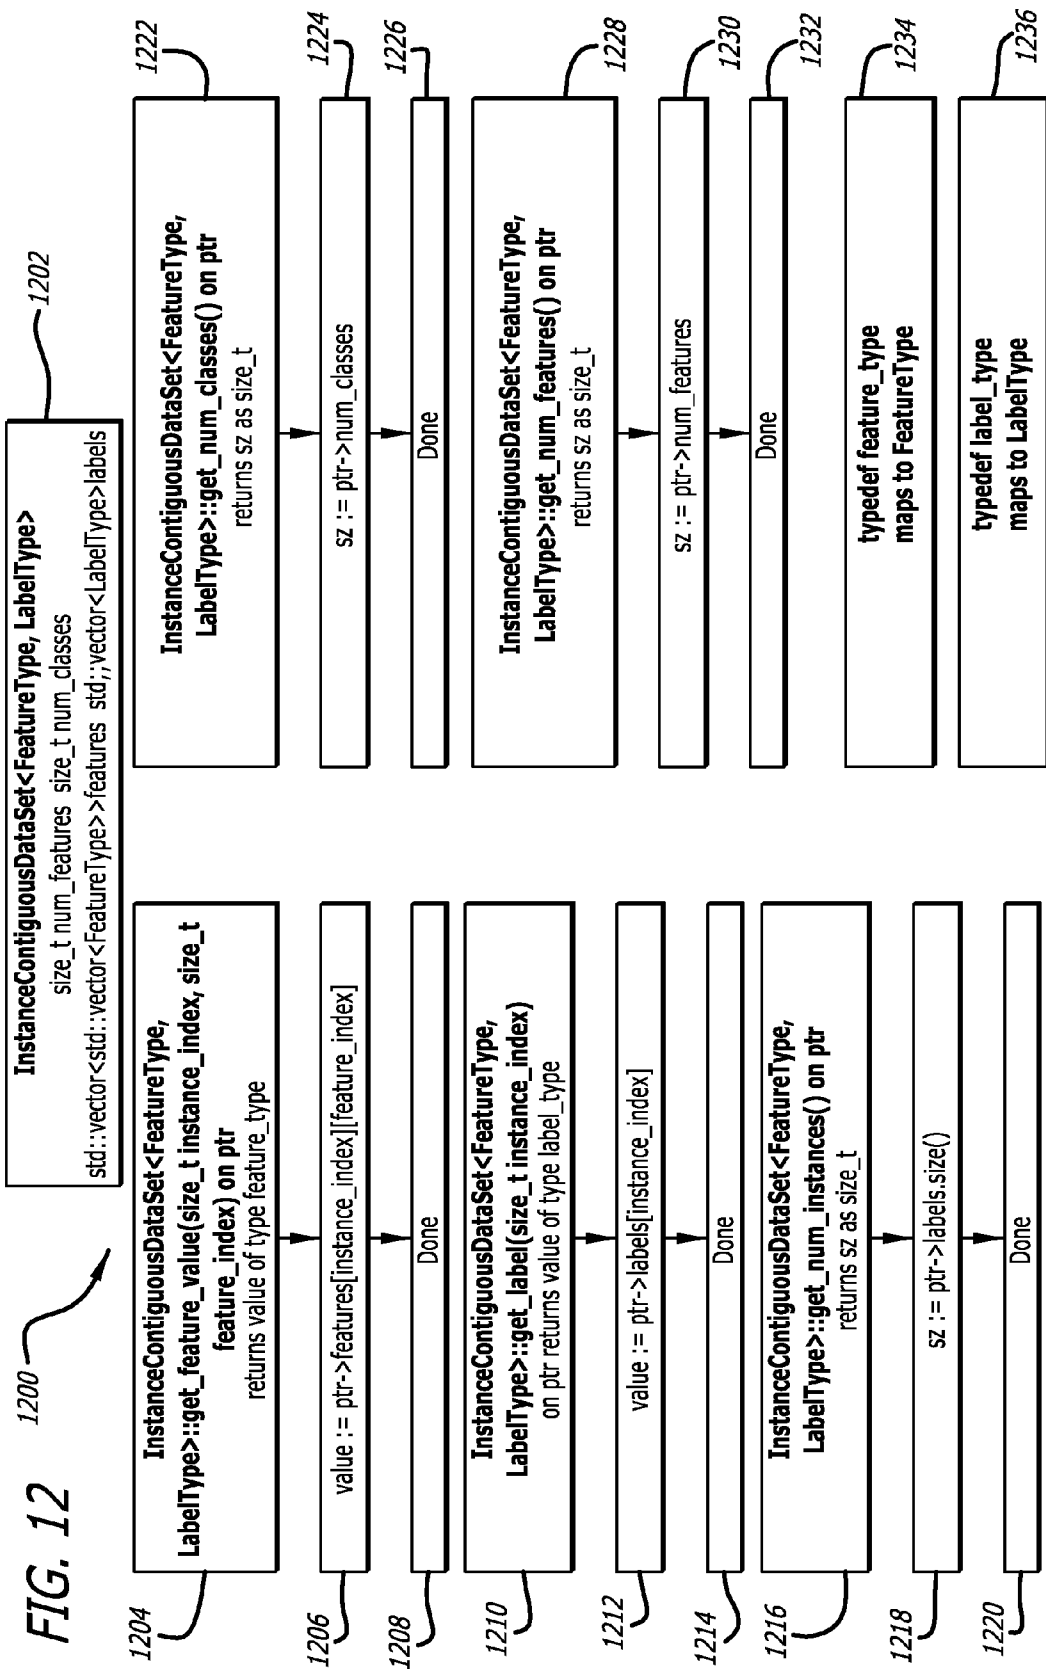 FIG. 12
1200
InstanceContiguousDataSet<FeatureType, LabelType>
size_t num_features  size_t num_classes
std::vector<std::vector<FeatureType>>features  std;;vector<LabelType>labels
1202
1204
InstanceContiguousDataSet<FeatureType,
LabelType>::get_feature_value(size_t instance_index, size_t
feature_index) on ptr
returns value of type feature_type
1206
value := ptr->features[instance_index][feature_index]
1208
Done
1210
InstanceContiguousDataSet<FeatureType,
LabelType>::get_label(size_t instance_index)
on ptr returns value of type label_type
1212
value := ptr->labels[instance_index]
1214
Done
1216
InstanceContiguousDataSet<FeatureType,
LabelType>::get_num_instances() on ptr
returns sz as size_t
1218
sz := ptr->labels.size()
1220
Done
InstanceContiguousDataSet<FeatureType,
LabelType>::get_num_classes() on ptr
returns sz as size_t
1222
sz := ptr->num_classes
1224
Done
1226
InstanceContiguousDataSet<FeatureType,
LabelType>::get_num_features() on ptr
returns sz as size_t
1228
sz := ptr->num_features
1230
Done
1232
typedef feature_type
maps to FeatureType
1234
typedef label_type
maps to LabelType
1236